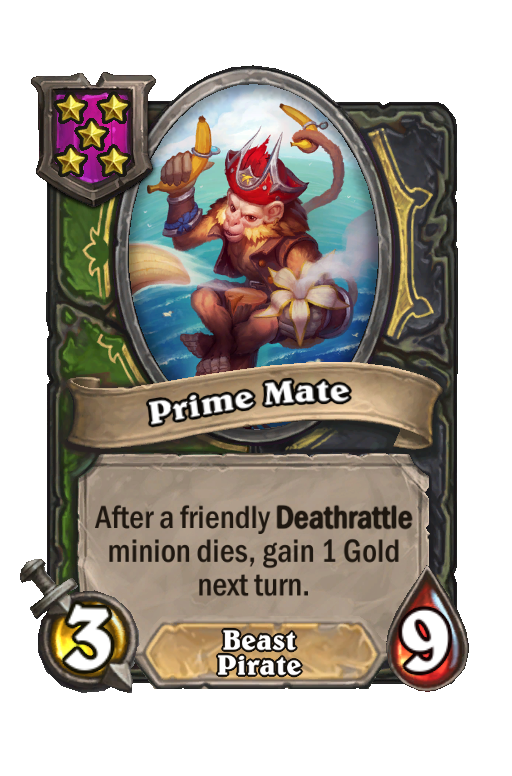 Prime Mate
After a friendly Deathrattle
minion dies, gain 1 Gold
next turn.
3
Beast
Pirate
9